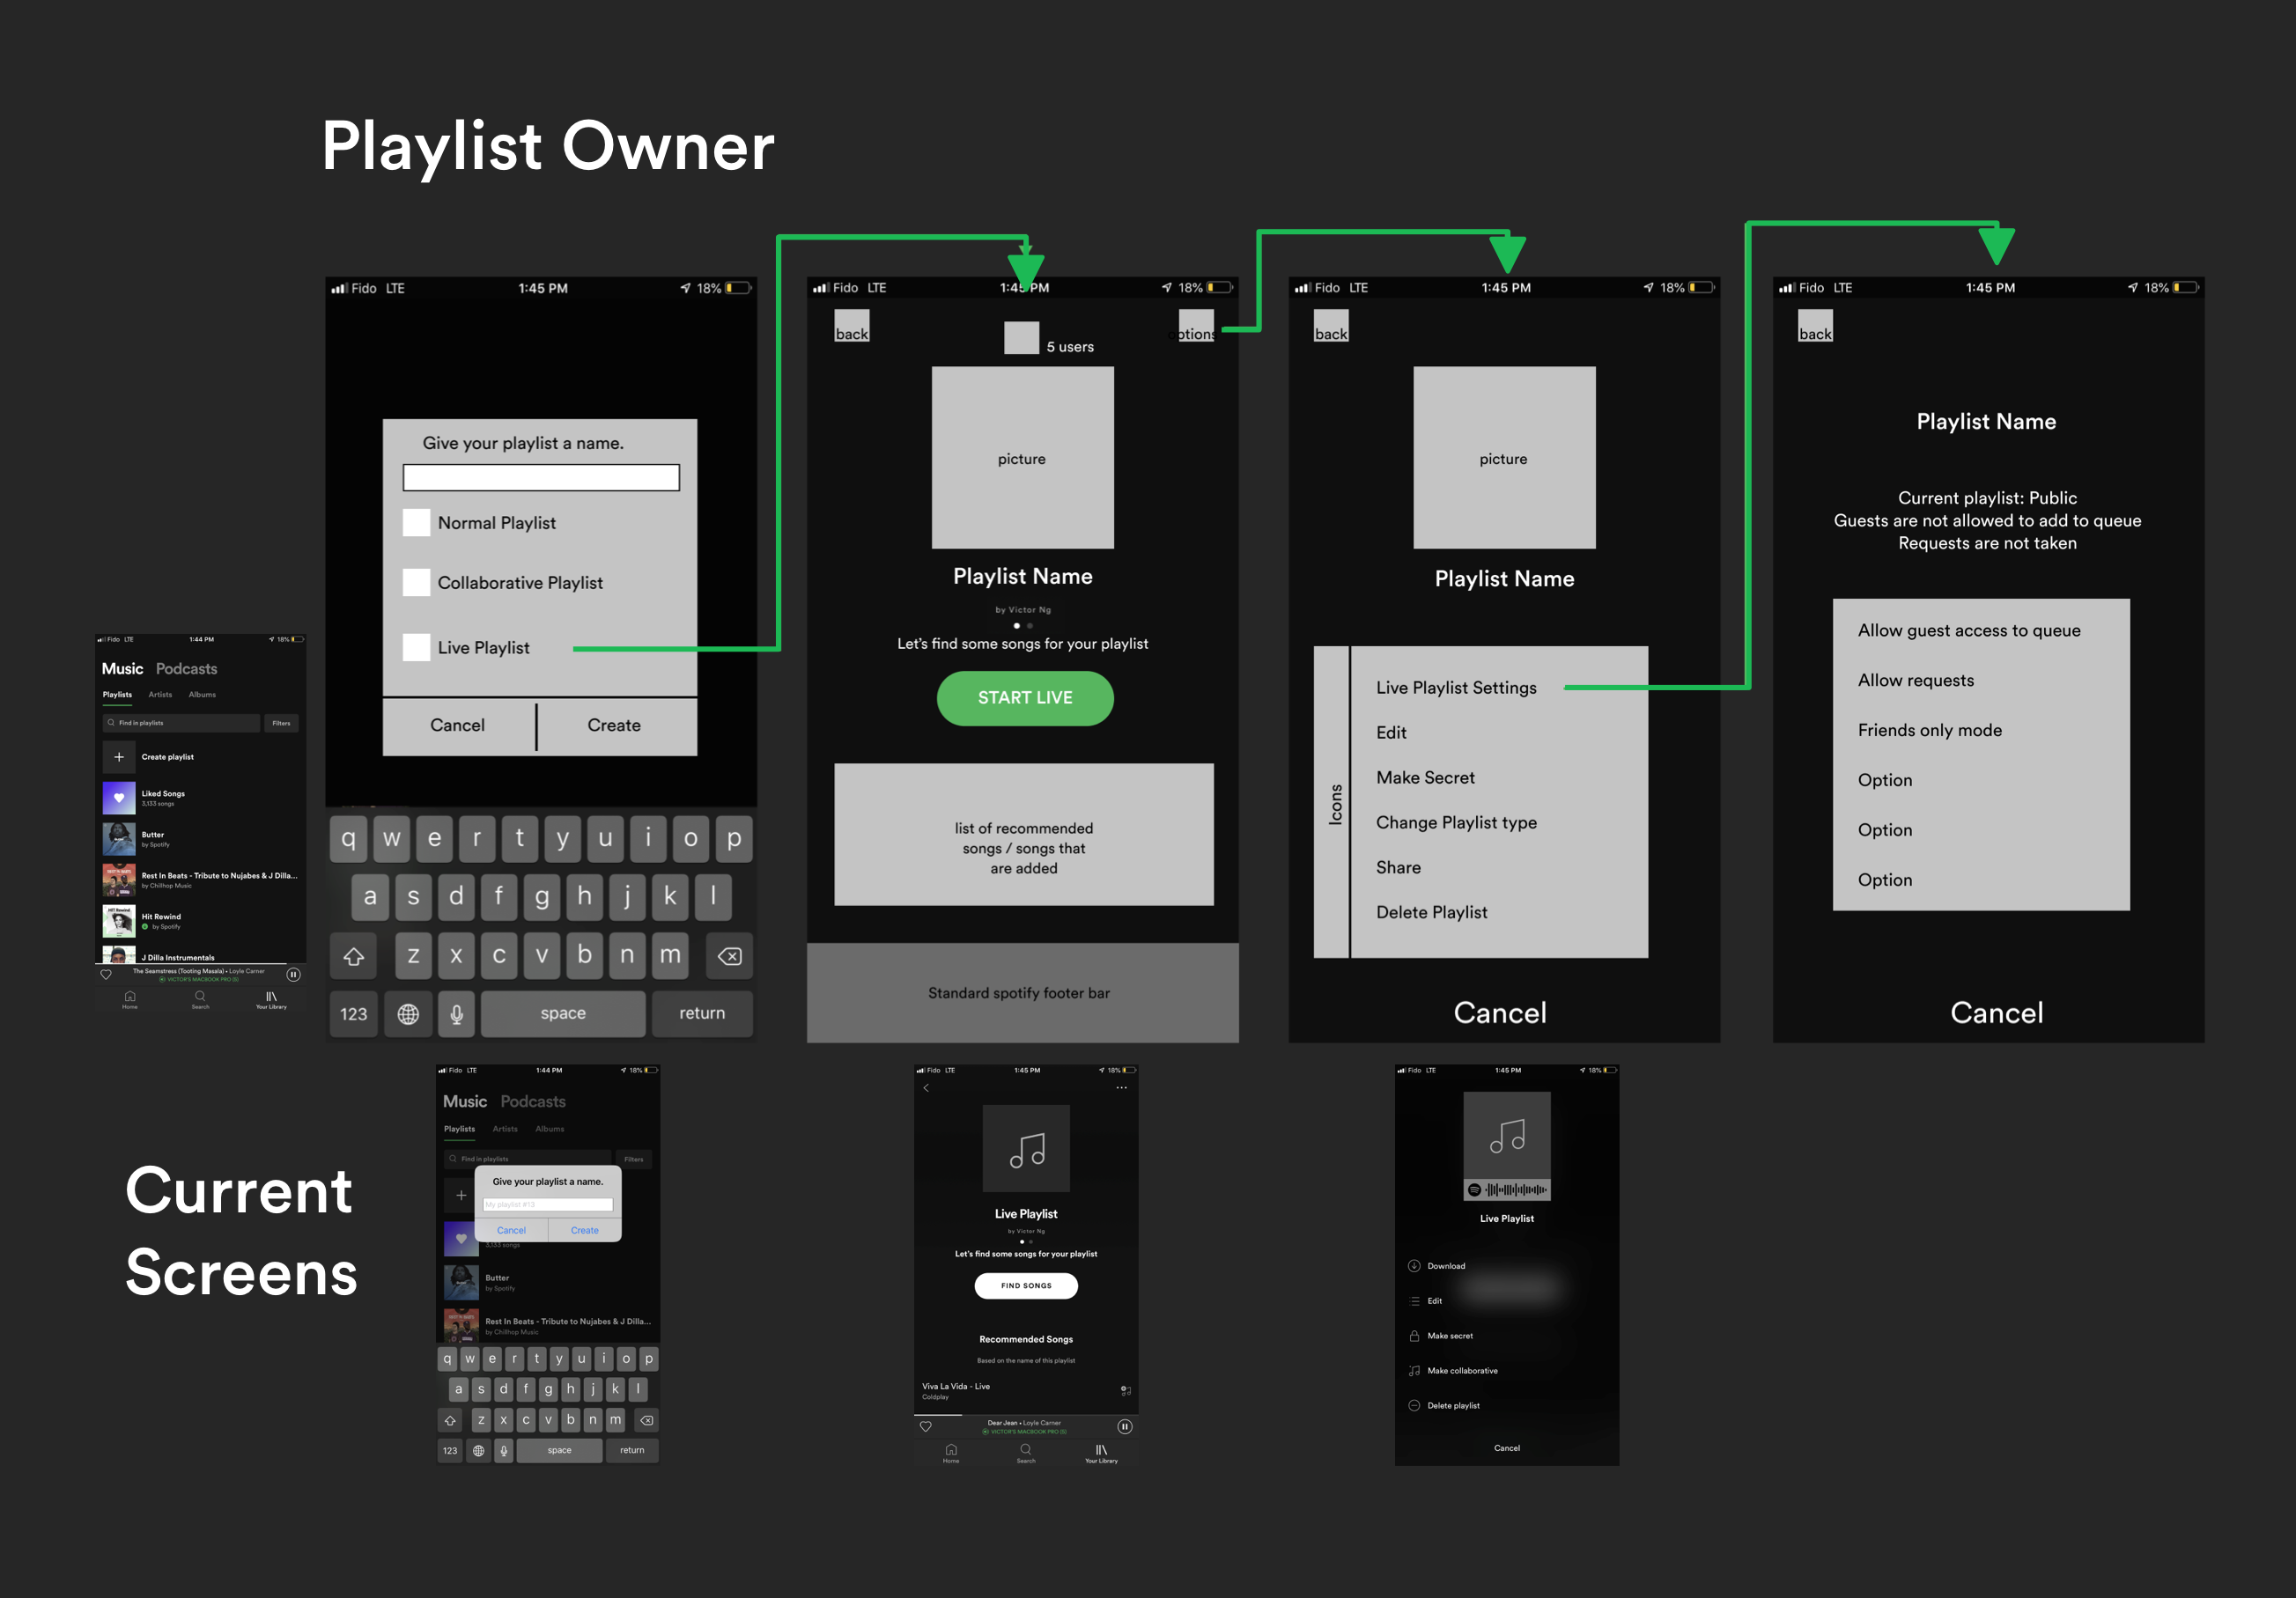 Playlist Owner
Fido LTE 1:44 PM 18%
Music Podcasts
Playlists Artists Albums
Find in playlists Filters
Create playlist
Liked Songs
3,133 songs
Butter
by Spotify
Rest In Beats - Tribute to Nujabes & J Dilla...
by Chillhop Music
Hit Rewind
by Spotify
J Dilla Instrumentals
The Seamstress (Tooting Masala) • Loyle Carner
VICTOR'S MACBOOK PRO (5)
Home Search Your Library
Fido LTE 1:45 PM 18%
Give your playlist a name.
Normal Playlist
Collaborative Playlist
Live Playlist
Cancel Create
q w e r t y u i o p
a s d f g h j k l
z x c v b n m
123 space return
Fido LTE 1:45 PM 18%
back 5 users options
picture
Playlist Name
by Victor Ng
Let's find some songs for your playlist
START LIVE
list of recommended
songs / songs that
are added
Standard spotify footer bar
Fido LTE 1:45 PM 18%
back
picture
Playlist Name
Icons
Live Playlist Settings
Edit
Make Secret
Change Playlist type
Share
Delete Playlist
Cancel
Fido LTE 1:45 PM 18%
back
Playlist Name
Current playlist: Public
Guests are not allowed to add to queue
Requests are not taken
Allow guest access to queue
Allow requests
Friends only mode
Option
Option
Option
Cancel
Current
Screens
Fido LTE 1:44 PM 18%
Music Podcasts
Playlists Artists Albums
Find in playlists Filters
Give your playlist a name.
My playlist #13
Cancel Create
3,133 songs
Butter
by Spotify
Rest In Beats - Tribute to Nujabes & J Dilla...
by Chillhop Music
q w e r t y u i o p
a s d f g h j k l
z x c v b n m
123 space return
Fido LTE 1:45 PM 18%
Live Playlist
by Victor Ng
Let's find some songs for your playlist
FIND SONGS
Recommended Songs
Based on the name of this playlist
Viva La Vida - Live
Coldplay
Dear Jean • Loyle Carner
VICTOR'S MACBOOK PRO (5)
Home Search Your Library
Fido LTE 1:45 PM 18%
Live Playlist
Download
Edit
Make secret
Make collaborative
Delete playlist
Cancel